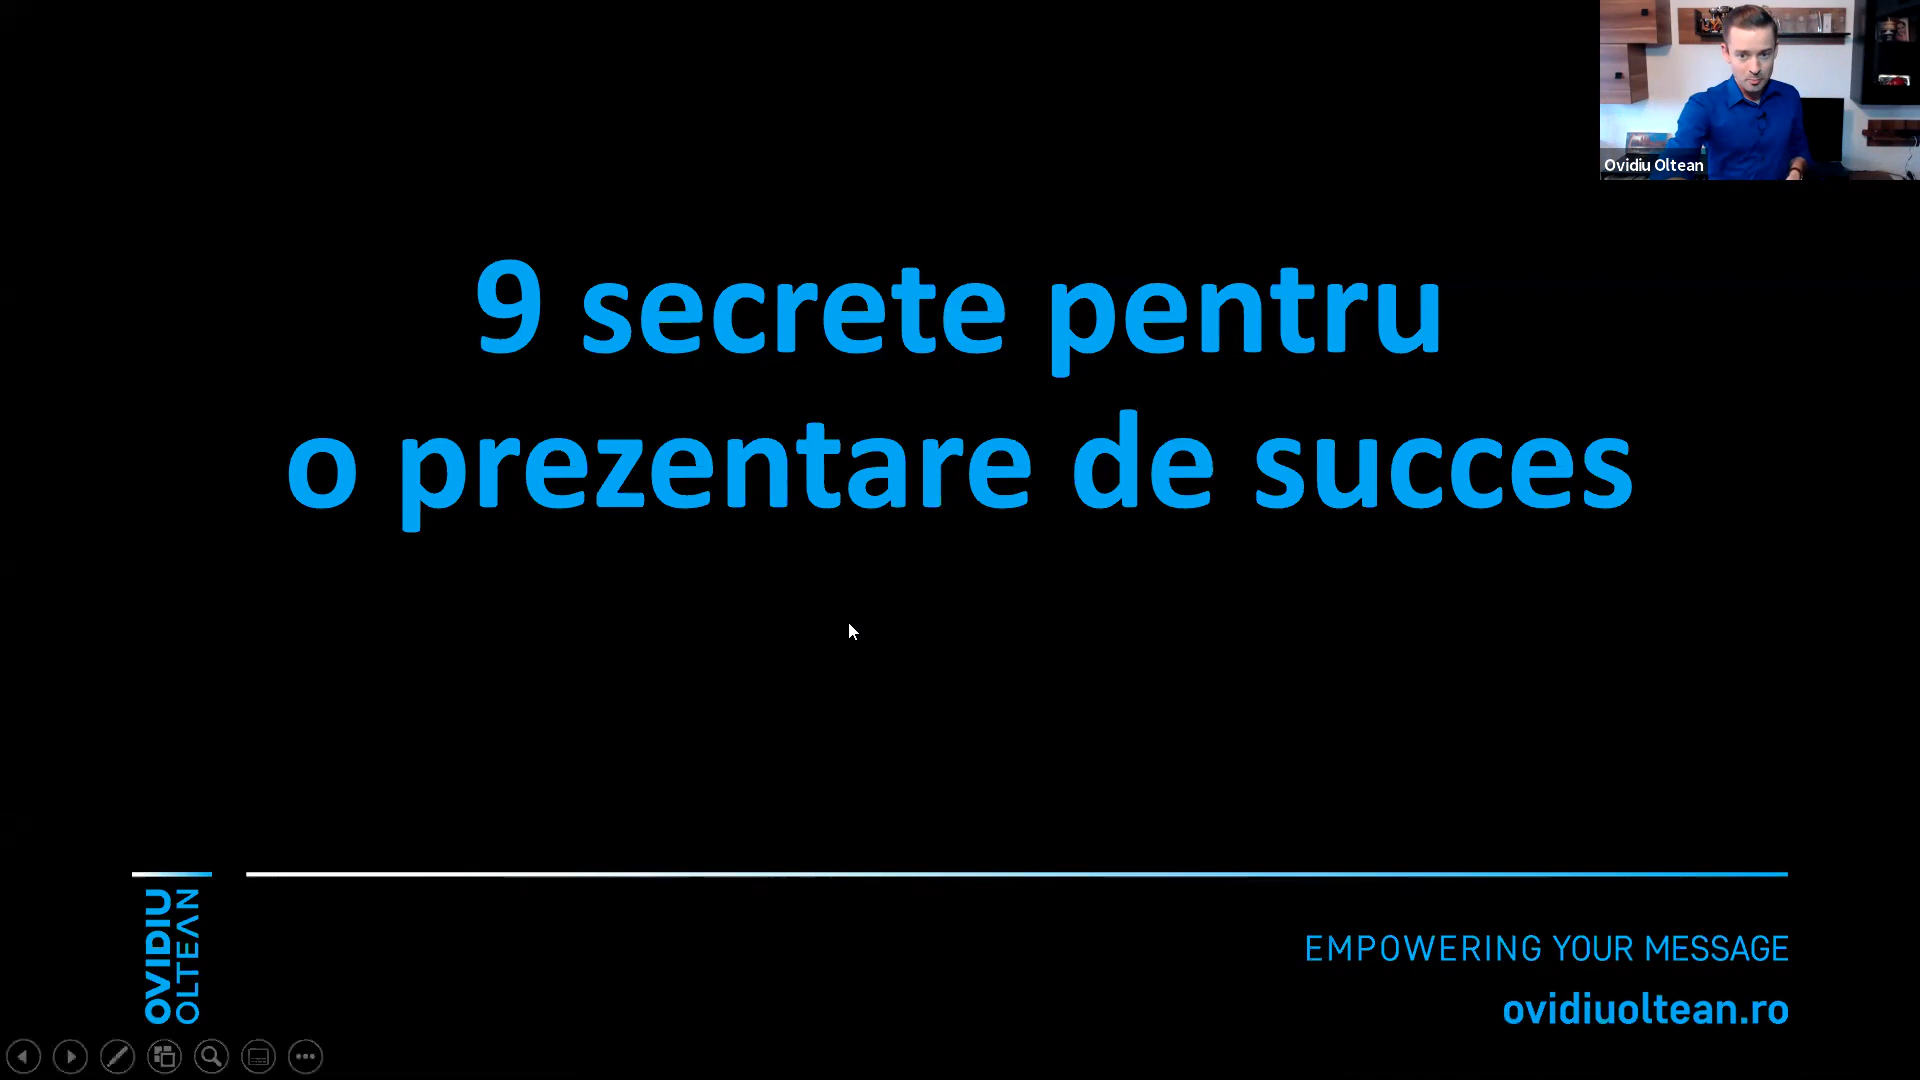 Ovidiu Oltean
9 secrete pentru
o prezentare de succes
OVIDIU
OLTEAN
EMPOWERING YOUR MESSAGE
ovidiuoltean.ro